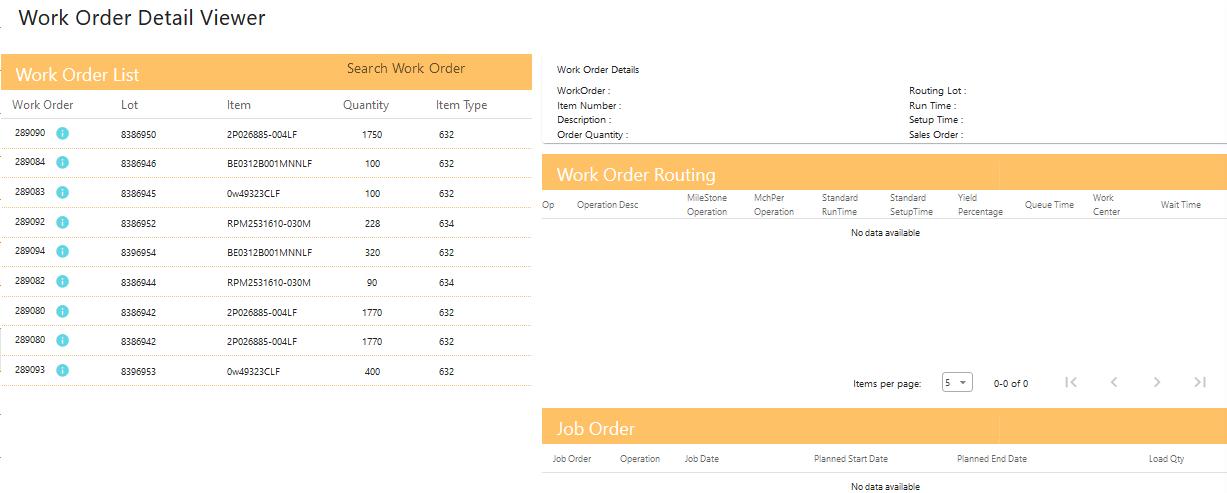 Work Order Detail Viewer
Work Order List Search Work Order
Work Order Lot Item Quantity Item Type
289090 8386950 2P026885-004LF 1750 632
289084 8386946 BE0312B001MNNLF 100 632
289083 8386945 0w49323CLF 100 632
289092 8386952 RPM2531610-030M 228 634
289094 8396954 BE0312B001MNNLF 320 632
289082 8386944 RPM2531610-030M 90 634
289080 8386942 2P026885-004LF 1770 632
289080 8386942 2P026885-004LF 1770 632
289093 8396953 0w49323CLF 400 632
Work Order Details
WorkOrder : Routing Lot :
Item Number : Run Time :
Description : Setup Time :
Order Quantity : Sales Order :
Work Order Routing
Op Operation Desc MileStone Operation MchPer Operation Standard RunTime Standard SetupTime Yield Percentage Queue Time Work Center Wait Time
No data available
Items per page: 5 0-0 of 0
Job Order
Job Order Operation Job Date Planned Start Date Planned End Date Load Qty
No data available